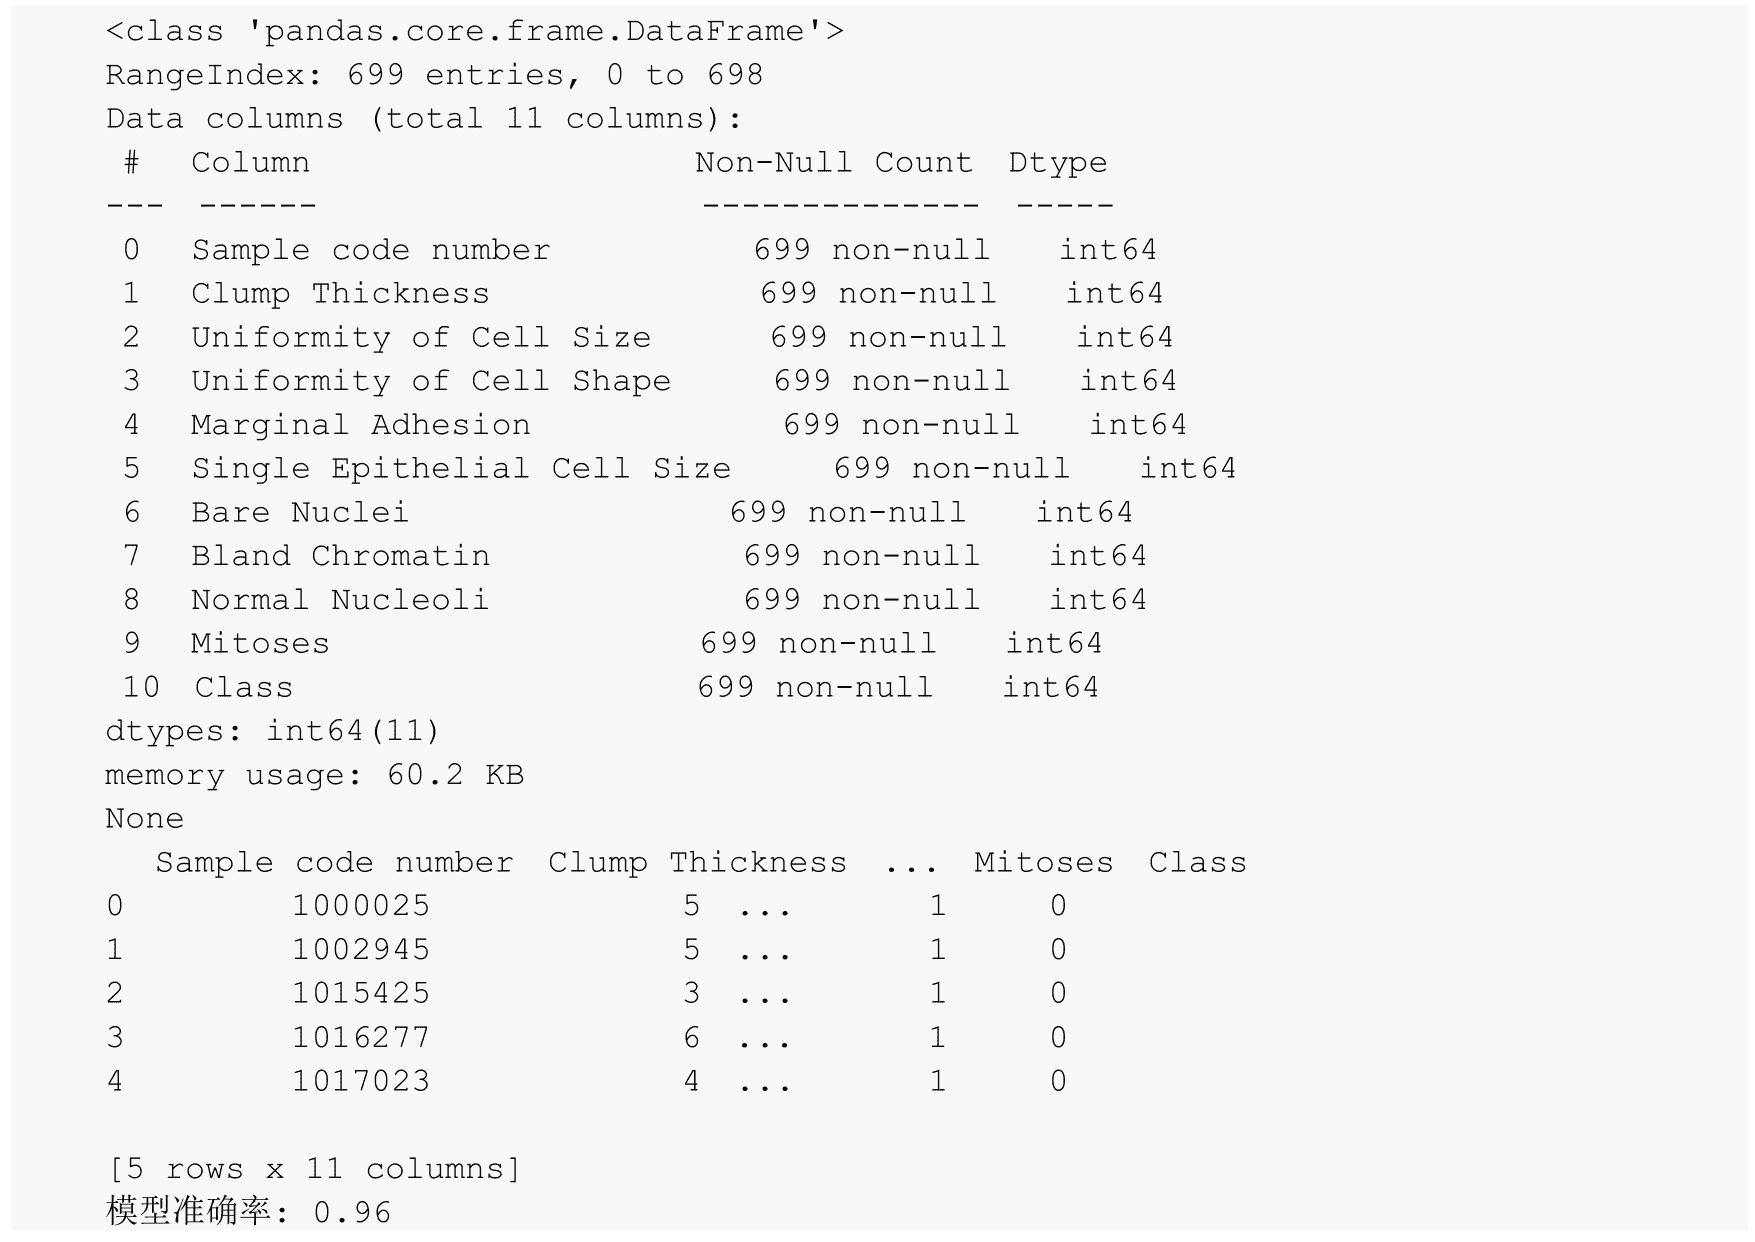 <class 'pandas.core.frame.DataFrame'>
RangeIndex: 699 entries, 0 to 698
Data columns (total 11 columns):
 #   Column                    Non-Null Count  Dtype
---  ------                    --------------  -----
 0   Sample code number           699 non-null    int64
 1   Clump Thickness              699 non-null    int64
 2   Uniformity of Cell Size      699 non-null    int64
 3   Uniformity of Cell Shape     699 non-null    int64
 4   Marginal Adhesion            699 non-null    int64
 5   Single Epithelial Cell Size     699 non-null    int64
 6   Bare Nuclei                699 non-null    int64
 7   Bland Chromatin             699 non-null    int64
 8   Normal Nucleoli             699 non-null    int64
 9   Mitoses                   699 non-null    int64
 10  Class                    699 non-null    int64
dtypes: int64(11)
memory usage: 60.2 KB
None
   Sample code number  Clump Thickness  ...  Mitoses  Class
0         1000025             5  ...       1     0
1         1002945             5  ...       1     0
2         1015425             3  ...       1     0
3         1016277             6  ...       1     0
4         1017023             4  ...       1     0
[5 rows x 11 columns]
模型准确率: 0.96